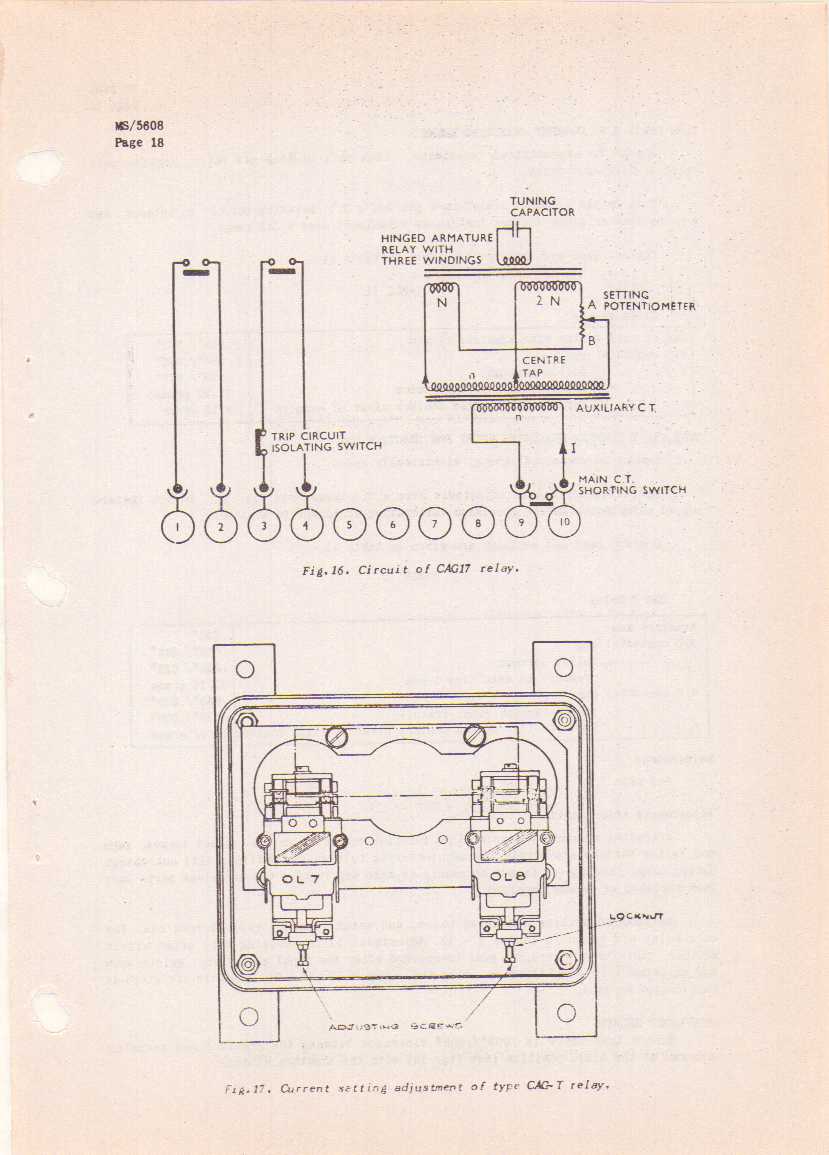 MS/5608
Page 18
TUNING
CAPACITOR
HINGED ARMATURE
RELAY WITH
THREE WINDINGS
N
2 N
A
SETTING
POTENTIOMETER
B
CENTRE
TAP
n
AUXILIARY C.T.
n
TRIP CIRCUIT
ISOLATING SWITCH
I
MAIN C.T.
SHORTING SWITCH
1 2 3 4 5 6 7 8 9 10
Fig.16. Circuit of CAG17 relay.
OL7
OL8
LOCKNUT
ADJUSTING SCREWS
Fig.17. Current setting adjustment of type CAG-T relay.